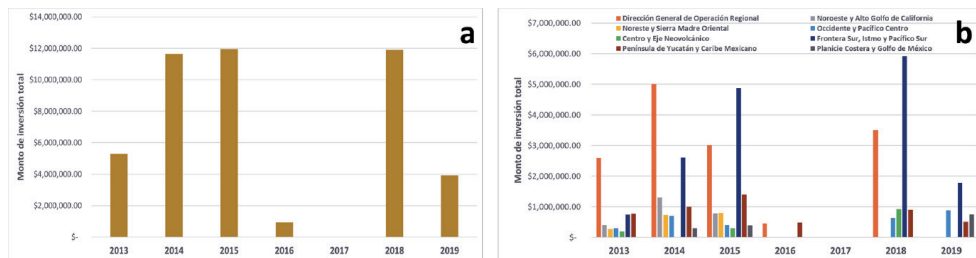 a
Monto de inversión total
$14,000,000.00
$12,000,000.00
$10,000,000.00
$8,000,000.00
$6,000,000.00
$4,000,000.00
$2,000,000.00
$-
2013 2014 2015 2016 2017 2018 2019
b
Monto de inversión total
$7,000,000.00
$6,000,000.00
$5,000,000.00
$4,000,000.00
$3,000,000.00
$2,000,000.00
$1,000,000.00
$-
Dirección General de Operación Regional Noroeste y Alto Golfo de California
Noreste y Sierra Madre Oriental Occidente y Pacífico Centro
Centro y Eje Neovolcánico Frontera Sur, Istmo y Pacífico Sur
Península de Yucatán y Caribe Mexicano Planicie Costera y Golfo de México
2013 2014 2015 2016 2017 2018 2019